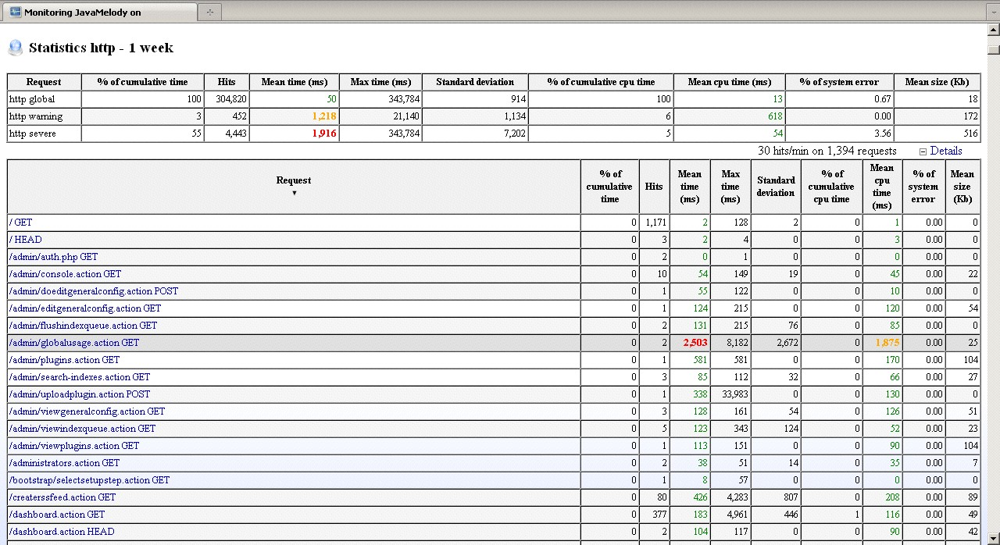 Monitoring JavaMelody on
Statistics http - 1 week
Request % of cumulative time Hits Mean time (ms) Max time (ms) Standard deviation % of cumulative cpu time Mean cpu time (ms) % of system error Mean size (Kb)
http global 100 304,820 50 343,784 914 100 13 0.67 18
http warning 3 452 1,218 21,140 1,134 6 618 0.00 172
http severe 55 4,443 1,916 343,784 7,202 5 54 3.56 516
30 hits/min on 1,394 requests Details
Request % of cumulative time Hits Mean time (ms) Max time (ms) Standard deviation % of cumulative cpu time Mean cpu time (ms) % of system error Mean size (Kb)
/ GET 0 1,171 2 128 2 0 1 0.00 0
/ HEAD 0 3 2 4 0 0 3 0.00 0
/admin/auth.php GET 0 2 0 1 0 0 0 0.00 0
/admin/console.action GET 0 10 54 149 19 0 45 0.00 22
/admin/doeditgeneralconfig.action POST 0 1 55 122 0 0 10 0.00 0
/admin/editgeneralconfig.action GET 0 1 124 215 0 0 120 0.00 54
/admin/flushindexqueue.action GET 0 2 131 215 76 0 85 0.00 0
/admin/globalusage.action GET 0 2 2,503 8,182 2,672 0 1,875 0.00 25
/admin/plugins.action GET 0 1 581 581 0 0 170 0.00 104
/admin/search-indexes.action GET 0 3 85 112 32 0 66 0.00 27
/admin/uploadplugin.action POST 0 1 338 33,983 0 0 130 0.00 0
/admin/viewgeneralconfig.action GET 0 3 128 161 54 0 126 0.00 51
/admin/viewindexqueue.action GET 0 5 123 343 124 0 52 0.00 23
/admin/viewplugins.action GET 0 1 113 151 0 0 90 0.00 104
/administrators.action GET 0 2 38 51 14 0 35 0.00 7
/bootstrap/selectsetupstep.action GET 0 1 8 57 0 0 0 0.00 0
/createrssfeed.action GET 0 80 426 4,283 807 0 208 0.00 89
/dashboard.action GET 0 377 183 4,961 446 1 116 0.00 49
/dashboard.action HEAD 0 2 104 117 0 0 90 0.00 42